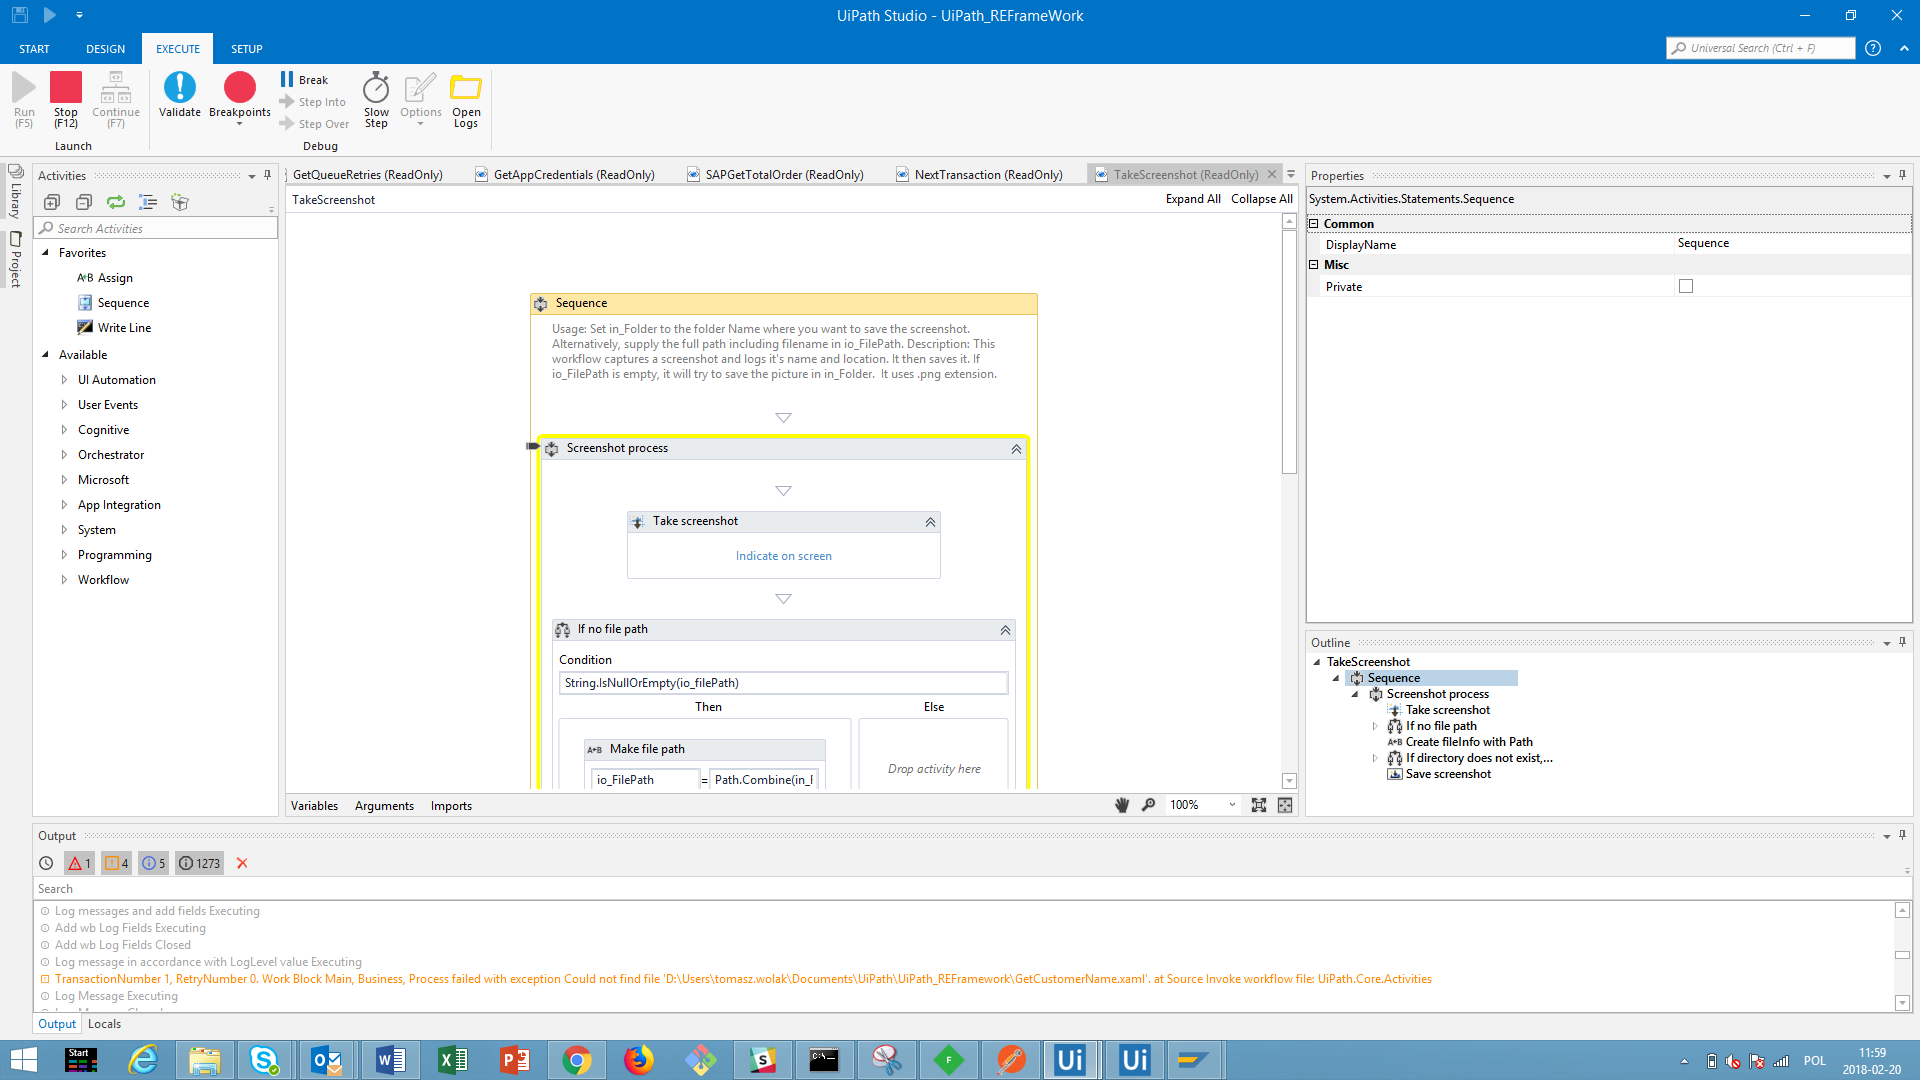 UiPath Studio - UiPath_REFrameWork
START
DESIGN
EXECUTE
SETUP
Universal Search (Ctrl + F)
Run (F5)
Stop (F12)
Continue (F7)
Launch
Validate
Breakpoints
Break
Step Into
Step Over
Slow Step
Options
Open Logs
Debug
Library
Project
Activities
Search Activities
Favorites
A+B Assign
Sequence
Write Line
Available
UI Automation
User Events
Cognitive
Orchestrator
Microsoft
App Integration
System
Programming
Workflow
GetQueueRetries (ReadOnly)
GetAppCredentials (ReadOnly)
SAPGetTotalOrder (ReadOnly)
NextTransaction (ReadOnly)
TakeScreenshot (ReadOnly)
TakeScreenshot
Expand All
Collapse All
Sequence
Usage: Set in_Folder to the folder Name where you want to save the screenshot.
Alternatively, supply the full path including filename in io_FilePath. Description: This
workflow captures a screenshot and logs it's name and location. It then saves it. If
io_FilePath is empty, it will try to save the picture in in_Folder. It uses .png extension.
Screenshot process
Take screenshot
Indicate on screen
If no file path
Condition
String.IsNullOrEmpty(io_filePath)
Then
Else
A+B Make file path
io_FilePath = Path.Combine(in_F
Drop activity here
Variables
Arguments
Imports
100%
Properties
System.Activities.Statements.Sequence
Common
DisplayName
Sequence
Misc
Private
Outline
TakeScreenshot
Sequence
Screenshot process
Take screenshot
If no file path
A+B Create fileInfo with Path
If directory does not exist,...
Save screenshot
Output
1
4
5
1273
Search
Log messages and add fields Executing
Add wb Log Fields Executing
Add wb Log Fields Closed
Log message in accordance with LogLevel value Executing
TransactionNumber 1, RetryNumber 0. Work Block Main, Business, Process failed with exception Could not find file 'D:\Users\tomasz.wolak\Documents\UiPath\UiPath_REFramework\GetCustomerName.xaml'. at Source Invoke workflow file: UiPath.Core.Activities
Log Message Executing
Output
Locals
Start
Ui
Ui
POL
11:59
2018-02-20